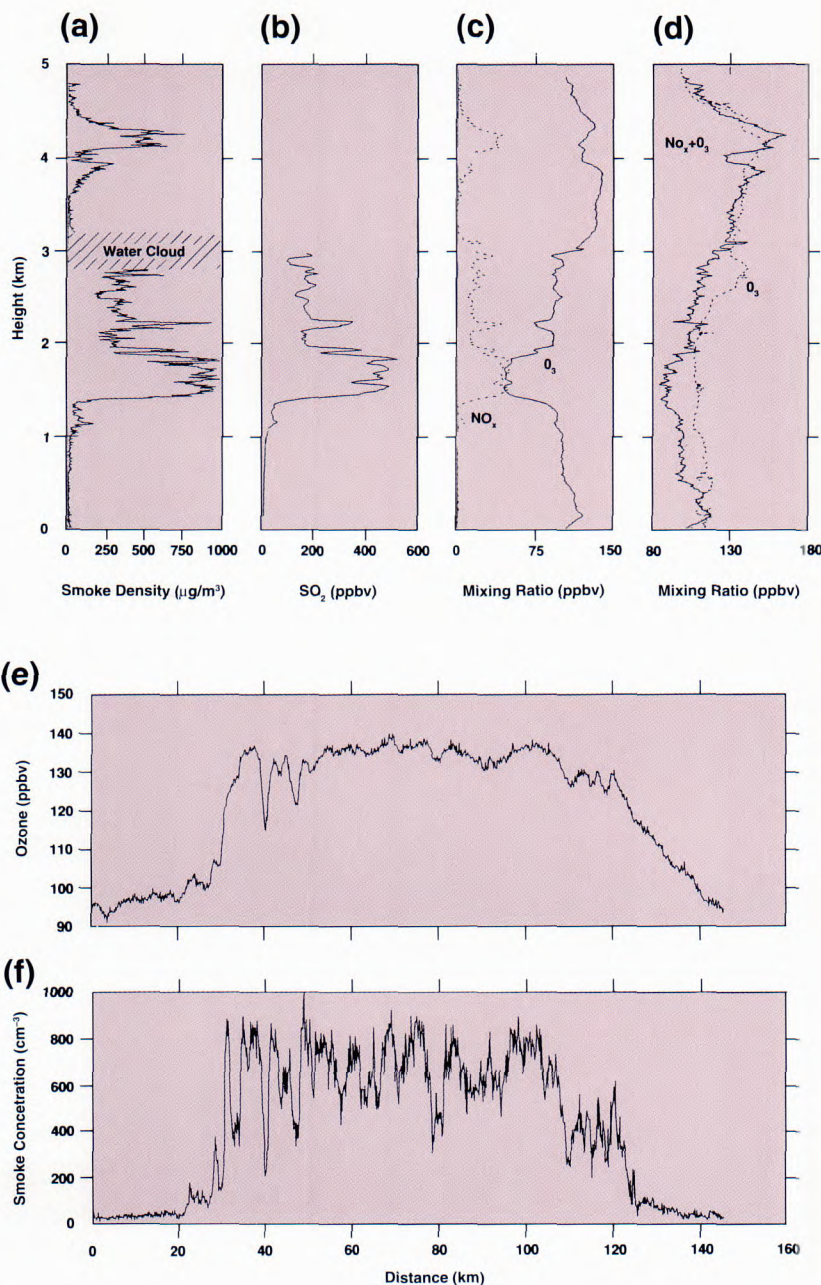 (a)
(b)
(c)
(d)
5
4
3
2
1
0
Height (km)
Water Cloud
NOx
O3
Nox+O3
O3
0 250 500 750 1000
0 200 400 600
0 75 150
80 130 180
Smoke Density (μg/m3)
SO2 (ppbv)
Mixing Ratio (ppbv)
Mixing Ratio (ppbv)
(e)
150
140
130
120
110
100
90
Ozone (ppbv)
(f)
1000
800
600
400
200
0
Smoke Concetration (cm-3)
0 20 40 60 80 100 120 140 160
Distance (km)